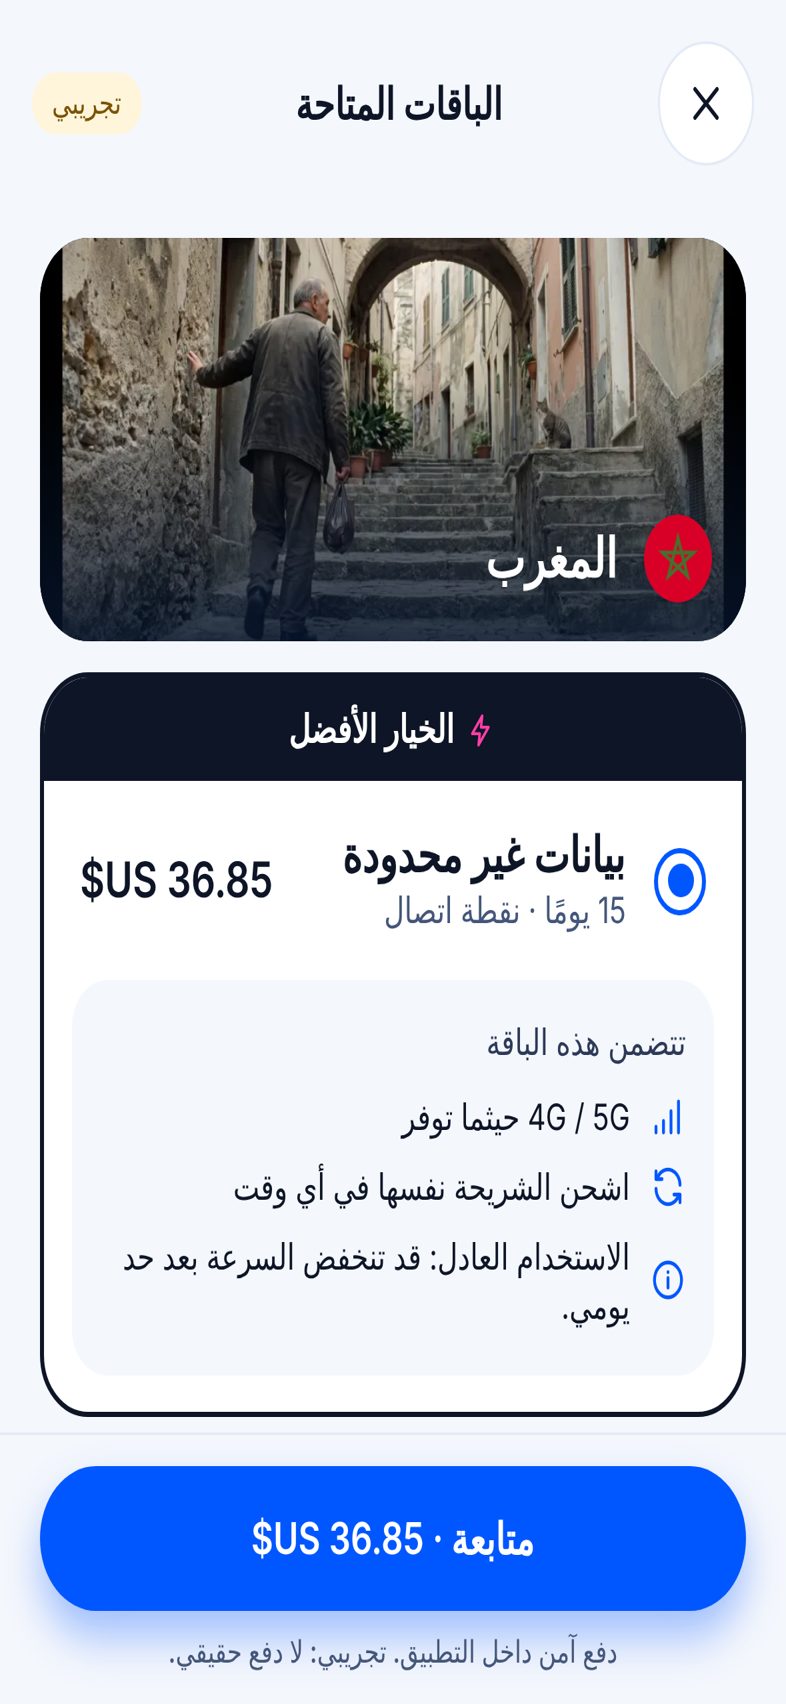 الباقات المتاحة
تجريبي
المغرب
الخيار الأفضل
بيانات غير محدودة
$US 36.85
15 يومًا · نقطة اتصال
تتضمن هذه الباقة
4G / 5G حيثما توفر
اشحن الشريحة نفسها في أي وقت
الاستخدام العادل: قد تنخفض السرعة بعد حد
يومي.
متابعة · 36.85 US$
دفع آمن داخل التطبيق. تجريبي: لا دفع حقيقي.